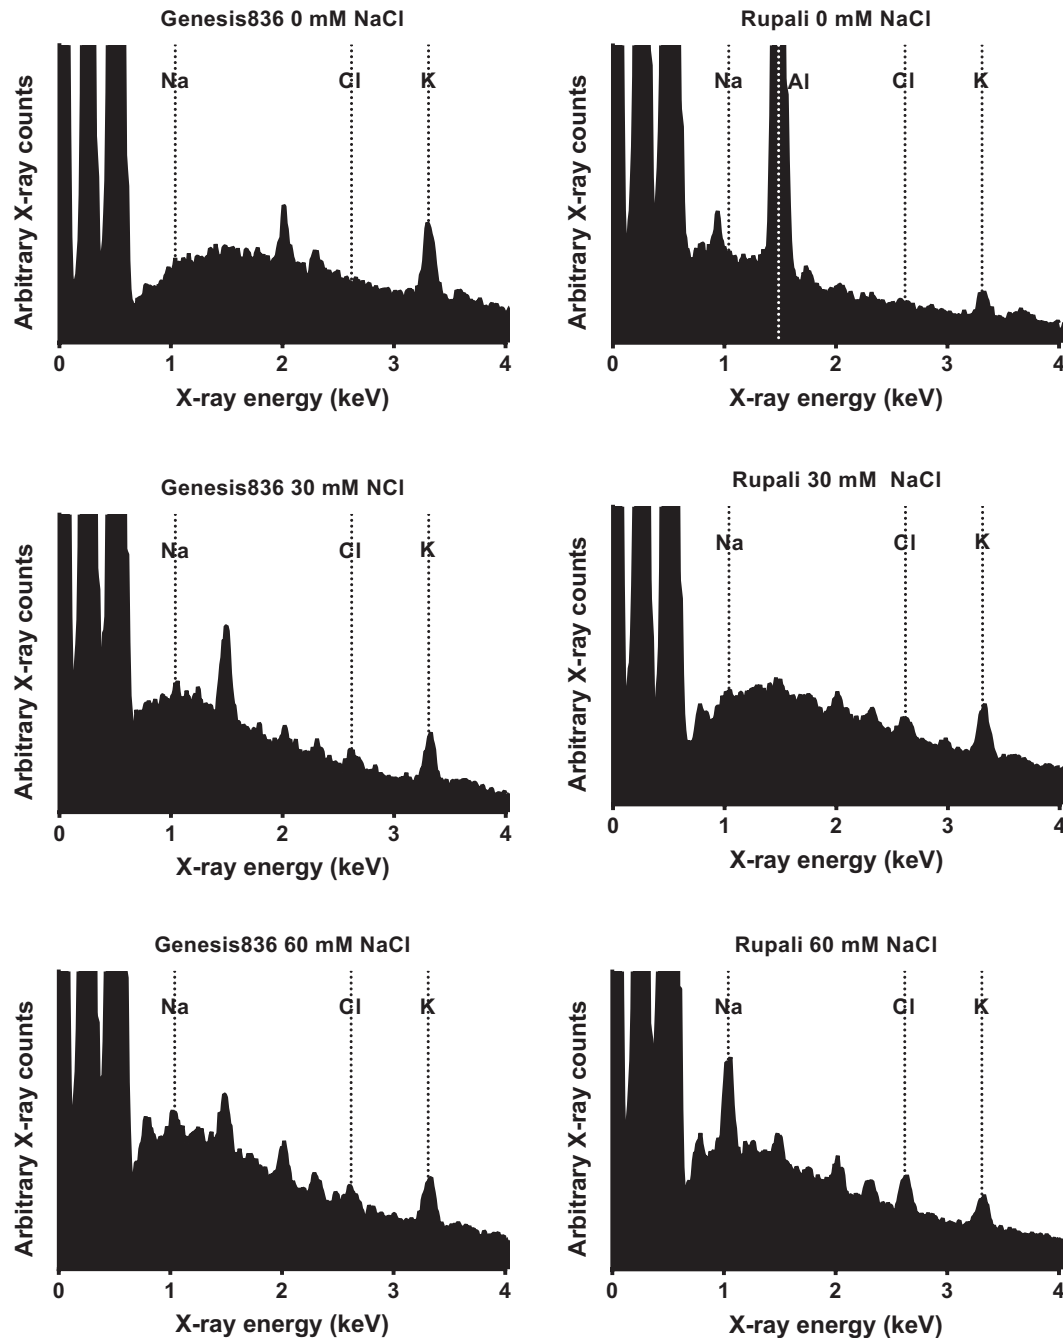 Genesis836 0 mM NaCl
Arbitrary X-ray counts
Na Cl K
0 1 2 3 4
X-ray energy (keV)
Rupali 0 mM NaCl
Arbitrary X-ray counts
Na Al Cl K
0 1 2 3 4
X-ray energy (keV)
Genesis836 30 mM NCl
Arbitrary X-ray counts
Na Cl K
0 1 2 3 4
X-ray energy (keV)
Rupali 30 mM NaCl
Arbitrary X-ray counts
Na Cl K
0 1 2 3 4
X-ray energy (keV)
Genesis836 60 mM NaCl
Arbitrary X-ray counts
Na Cl K
0 1 2 3 4
X-ray energy (keV)
Rupali 60 mM NaCl
Arbitrary X-ray counts
Na Cl K
0 1 2 3 4
X-ray energy (keV)